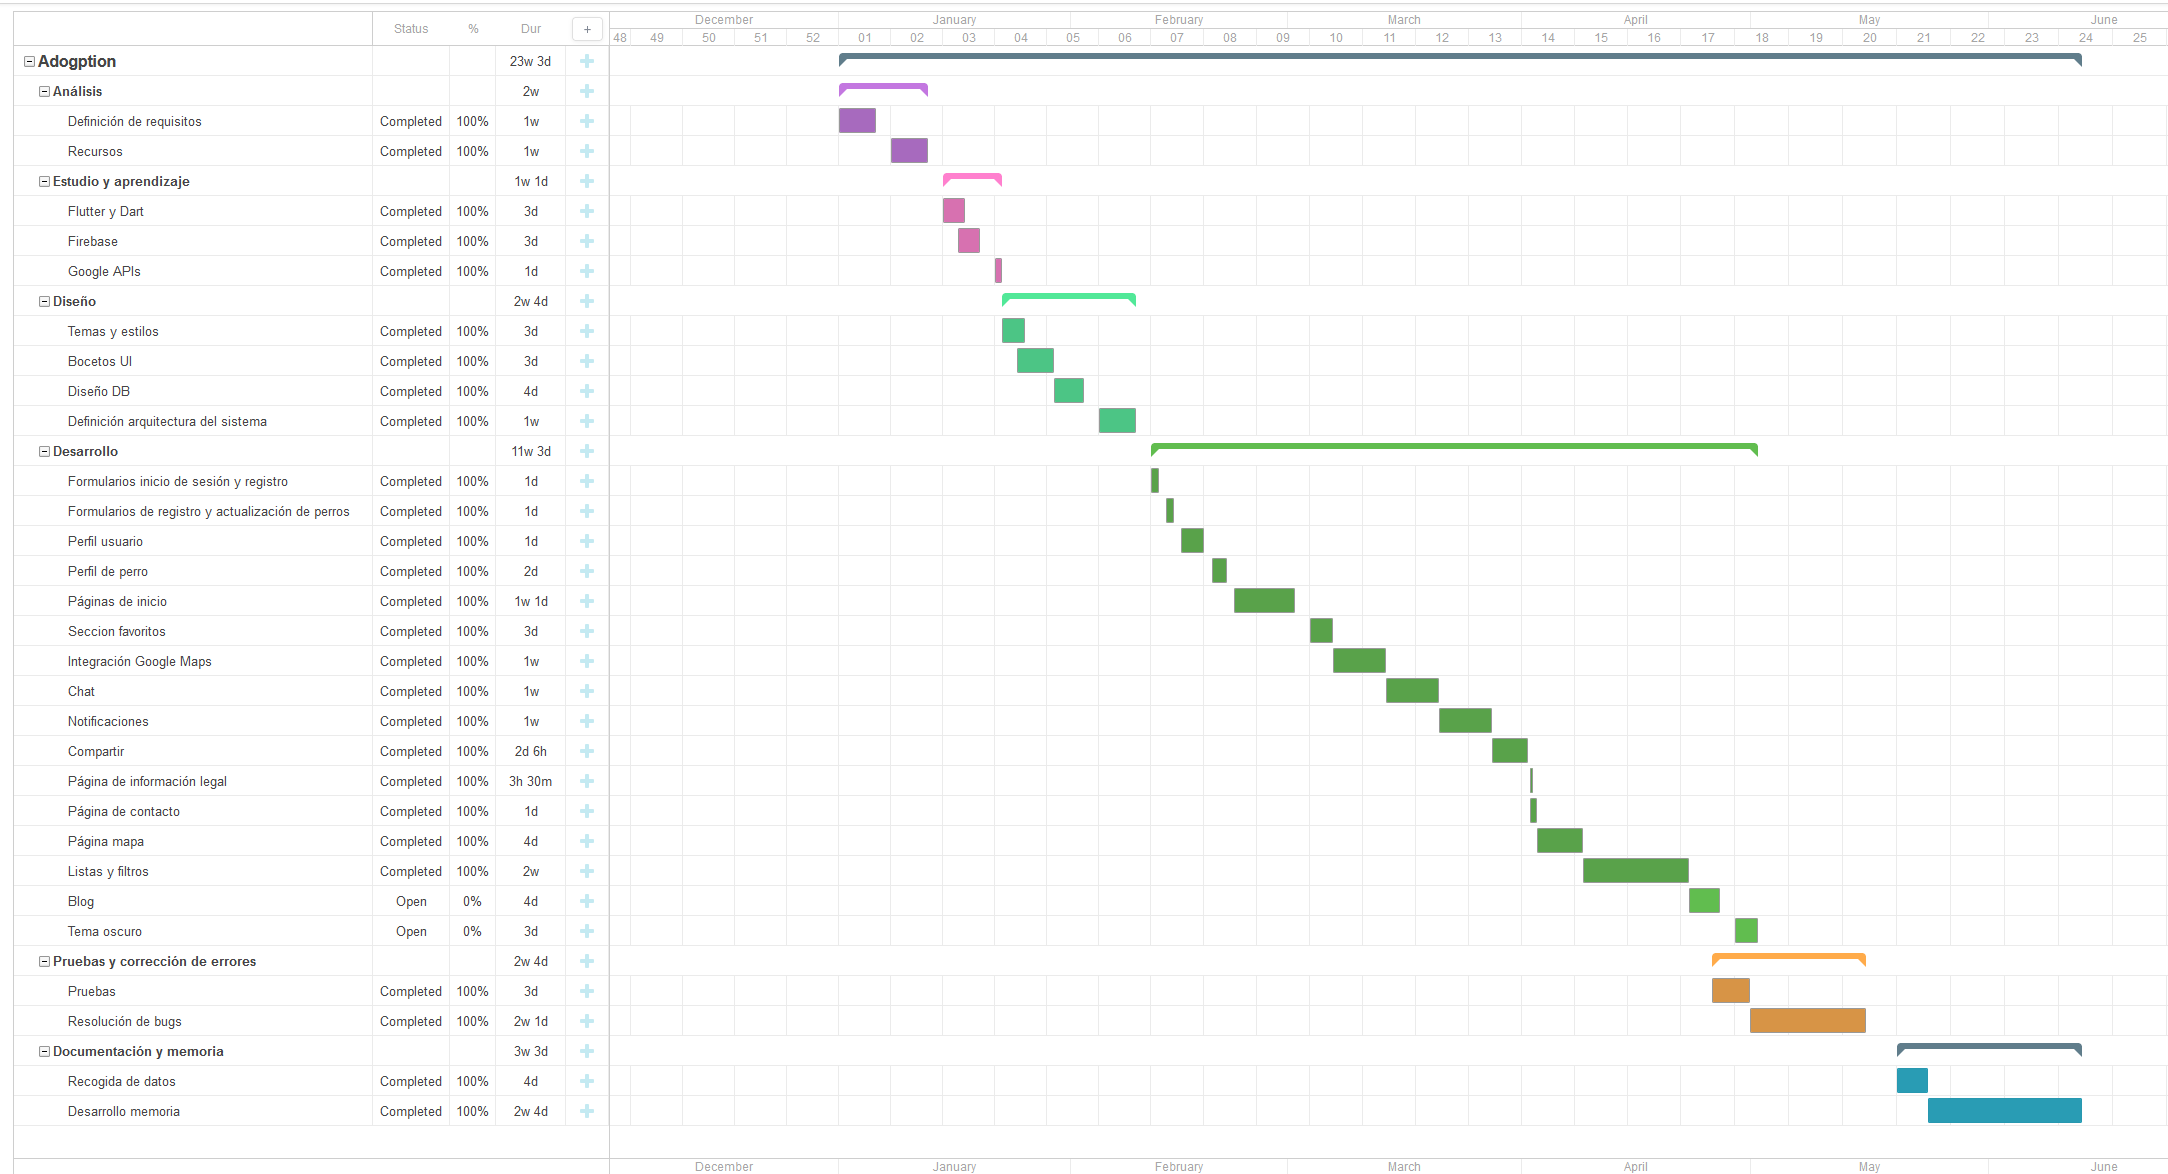 December January February March April May June
Status % Dur +
48 49 50 51 52 01 02 03 04 05 06 07 08 09 10 11 12 13 14 15 16 17 18 19 20 21 22 23 24 25
Adogption 23w 3d
Análisis 2w
Definición de requisitos Completed 100% 1w
Recursos Completed 100% 1w
Estudio y aprendizaje 1w 1d
Flutter y Dart Completed 100% 3d
Firebase Completed 100% 3d
Google APIs Completed 100% 1d
Diseño 2w 4d
Temas y estilos Completed 100% 3d
Bocetos UI Completed 100% 3d
Diseño DB Completed 100% 4d
Definición arquitectura del sistema Completed 100% 1w
Desarrollo 11w 3d
Formularios inicio de sesión y registro Completed 100% 1d
Formularios de registro y actualización de perros Completed 100% 1d
Perfil usuario Completed 100% 1d
Perfil de perro Completed 100% 2d
Páginas de inicio Completed 100% 1w 1d
Seccion favoritos Completed 100% 3d
Integración Google Maps Completed 100% 1w
Chat Completed 100% 1w
Notificaciones Completed 100% 1w
Compartir Completed 100% 2d 6h
Página de información legal Completed 100% 3h 30m
Página de contacto Completed 100% 1d
Página mapa Completed 100% 4d
Listas y filtros Completed 100% 2w
Blog Open 0% 4d
Tema oscuro Open 0% 3d
Pruebas y corrección de errores 2w 4d
Pruebas Completed 100% 3d
Resolución de bugs Completed 100% 2w 1d
Documentación y memoria 3w 3d
Recogida de datos Completed 100% 4d
Desarrollo memoria Completed 100% 2w 4d
December January February March April May June